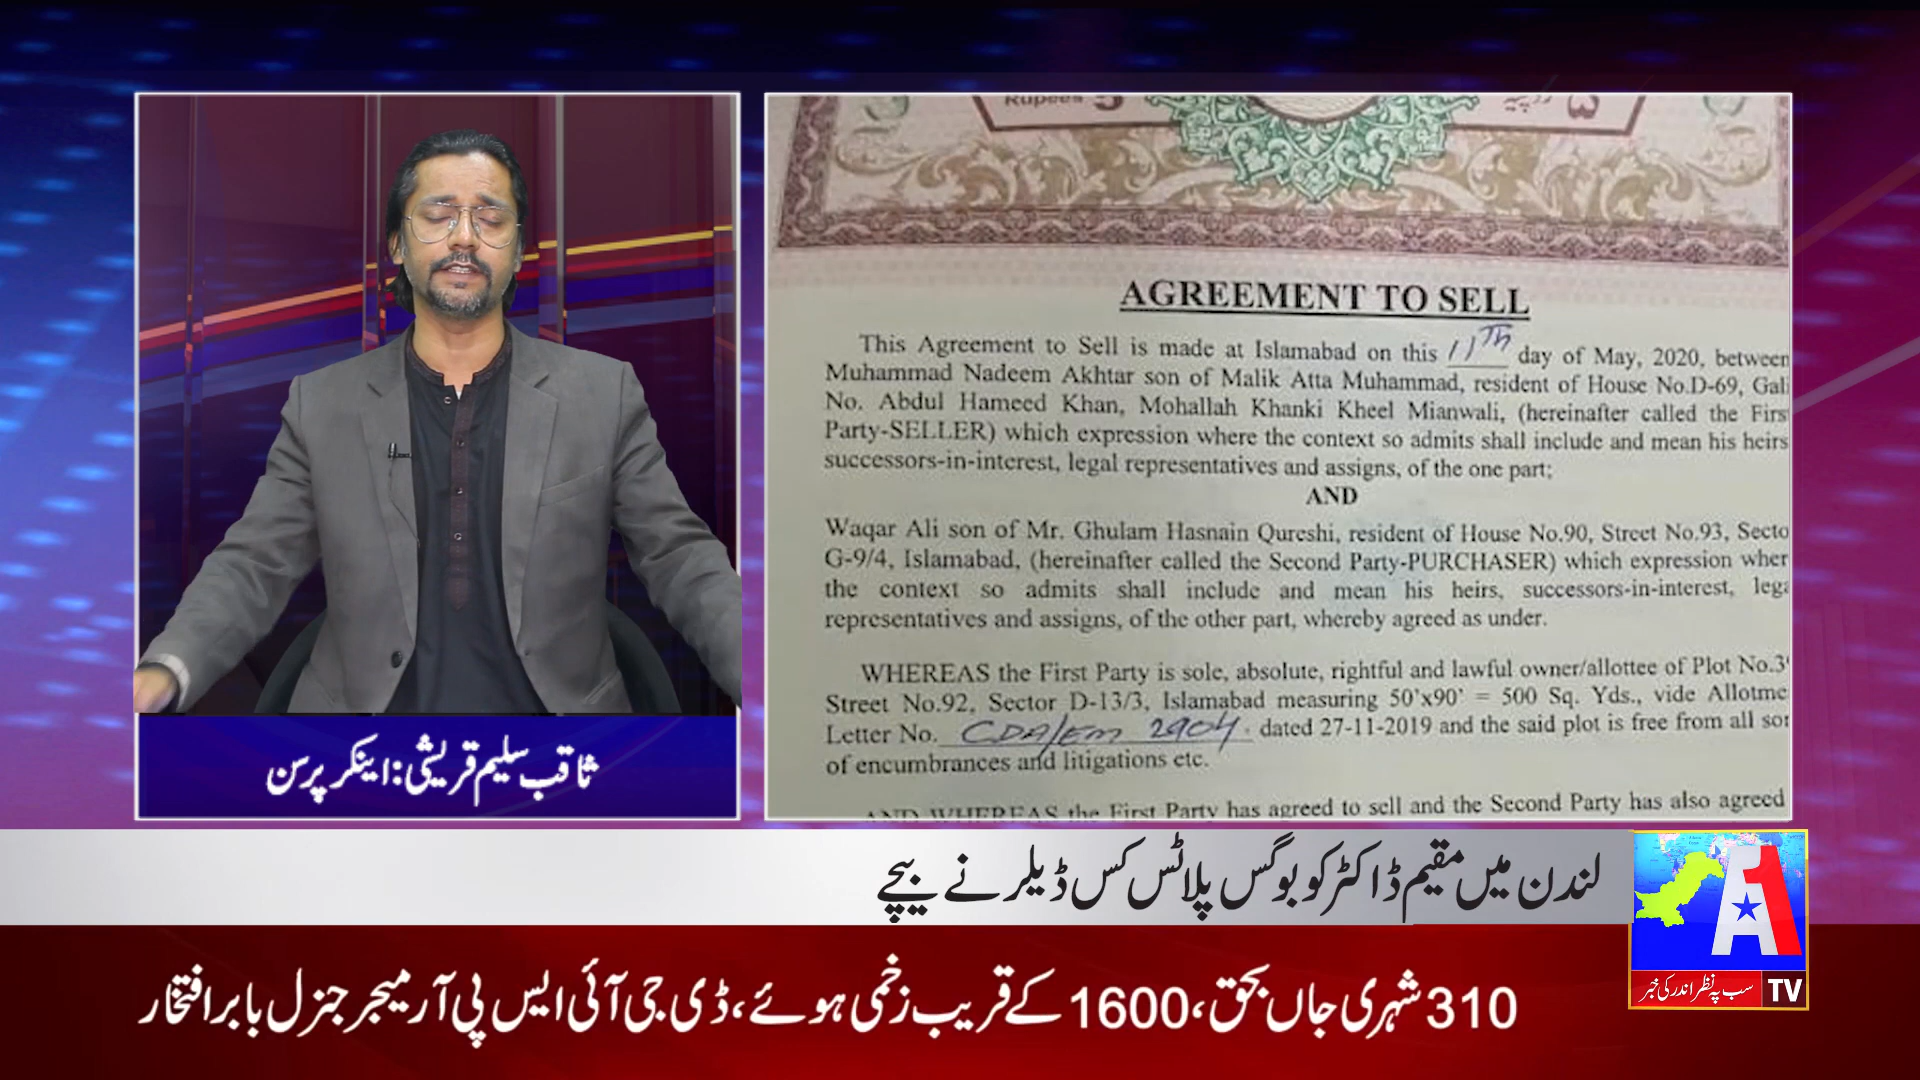 Rupees 5
روپیہ ۵
AGREEMENT TO SELL
This Agreement to Sell is made at Islamabad on this 11Th day of May, 2020, between
Muhammad Nadeem Akhtar son of Malik Atta Muhammad, resident of House No.D-69, Gali
No. Abdul Hameed Khan, Mohallah Khanki Kheel Mianwali, (hereinafter called the Firs
Party-SELLER) which expression where the context so admits shall include and mean his heirs
successors-in-interest, legal representatives and assigns, of the one part;
AND
Waqar Ali son of Mr. Ghulam Hasnain Qureshi, resident of House No.90, Street No.93, Secto
G-9/4, Islamabad, (hereinafter called the Second Party-PURCHASER) which expression wher
the context so admits shall include and mean his heirs, successors-in-interest, lega
representatives and assigns, of the other part, whereby agreed as under.
WHEREAS the First Party is sole, absolute, rightful and lawful owner/allottee of Plot No.3
Street No.92, Sector D-13/3, Islamabad measuring 50'x90' = 500 Sq. Yds., vide Allotme
Letter No. CDA/EM 2904. dated 27-11-2019 and the said plot is free from all sor
of encumbrances and litigations etc.
AND WHEREAS the First Party has agreed to sell and the Second Party has also agreed
ثاقب سلیم قریشی: اینکر پرسن
لندن میں مقیم ڈاکٹر کو بوگس پلاٹس کس ڈیلر نے بیچے
A1
سب پہ نظر اندر کی خبر TV
310 شہری جاں بحق، 1600 کے قریب زخمی ہوئے، ڈی جی آئی ایس پی آر میجر جنرل بابر افتخار